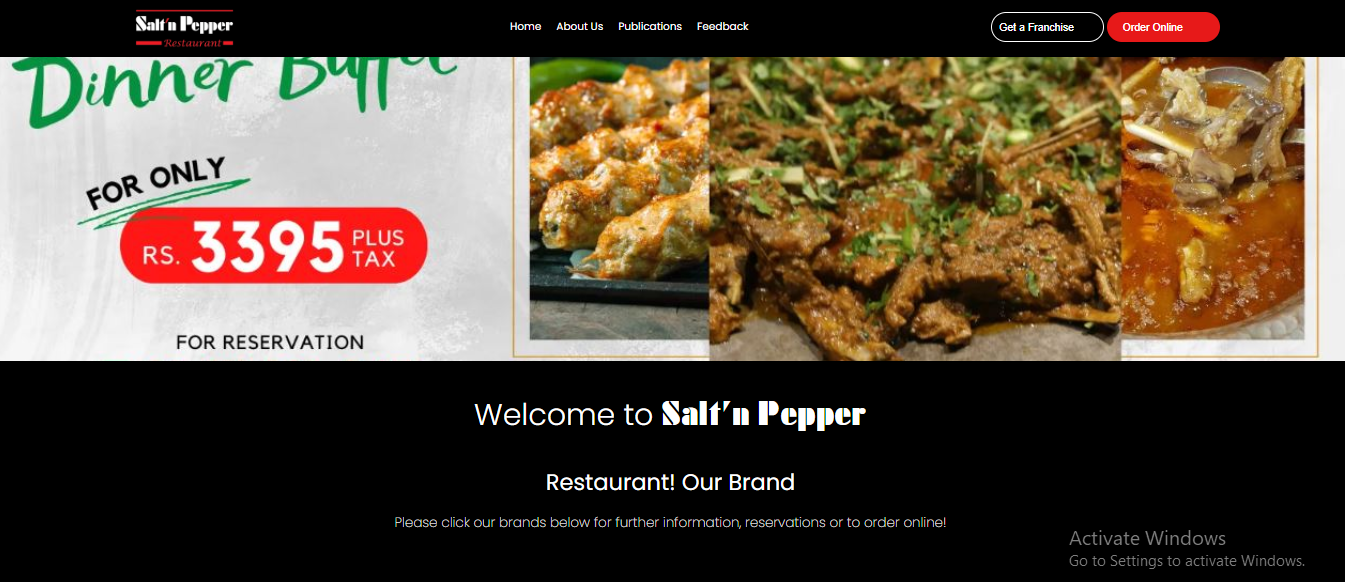 Salt'n Pepper
Restaurant
Home About Us Publications Feedback
Get a Franchise
Order Online
Dinner Buffet
FOR ONLY
RS. 3395 PLUS TAX
FOR RESERVATION
Welcome to Salt'n Pepper
Restaurant! Our Brand
Please click our brands below for further information, reservations or to order online!
Activate Windows
Go to Settings to activate Windows.